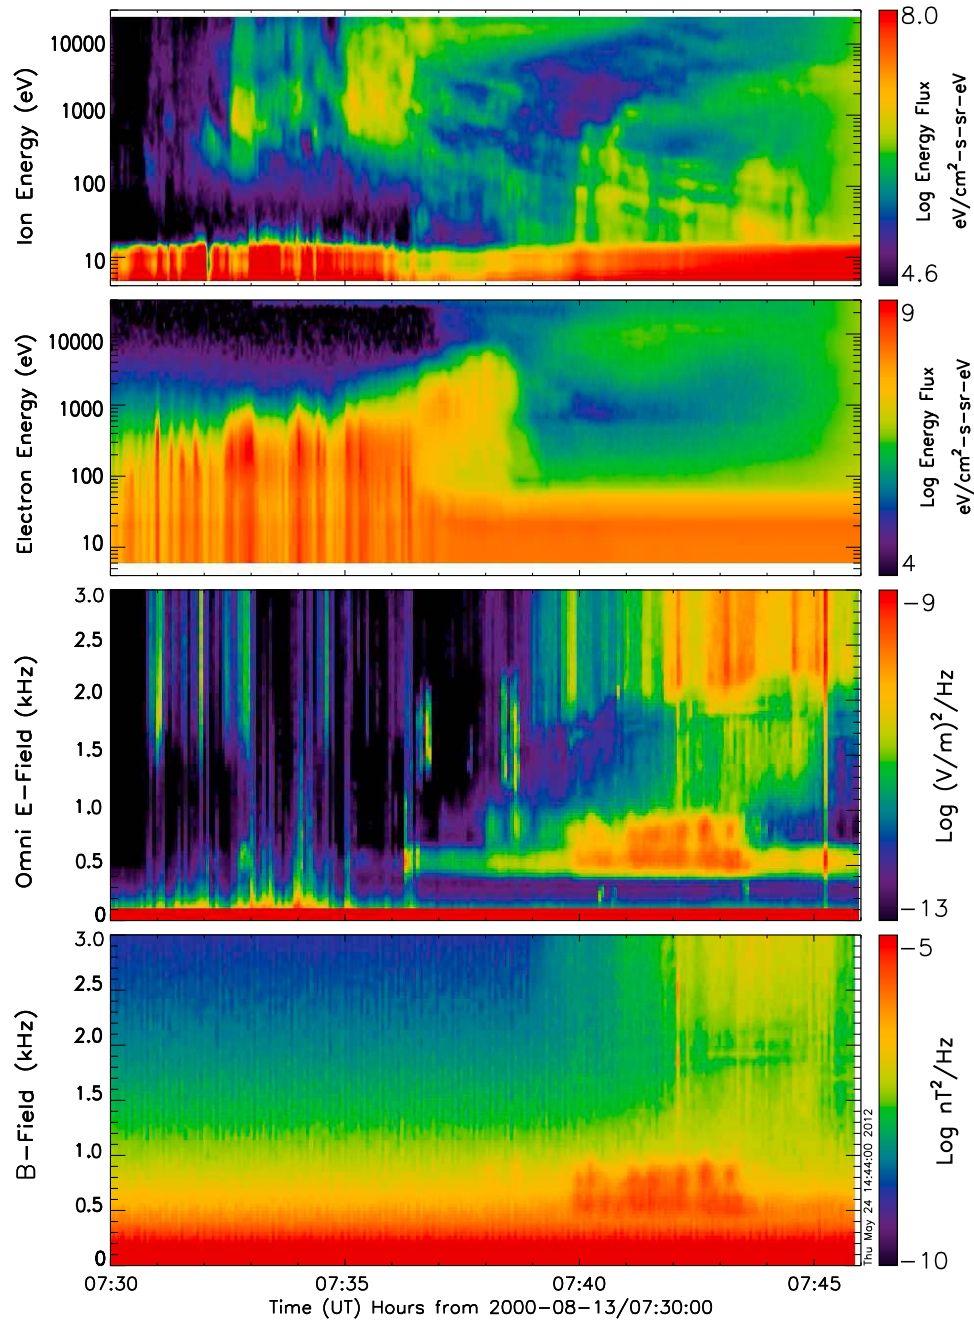 8.0
10000
1000
100
10
Ion Energy (eV)
Log Energy Flux
eV/cm²-s-sr-eV
4.6
9
10000
1000
100
10
Electron Energy (eV)
Log Energy Flux
eV/cm²-s-sr-eV
4
3.0
2.5
2.0
1.5
1.0
0.5
0
Omni E-Field (kHz)
-9
Log (V/m)²/Hz
-13
3.0
2.5
2.0
1.5
1.0
0.5
0
B-Field (kHz)
-5
Log nT²/Hz
-10
Thu May 24 14:44:00 2012
07:30 07:35 07:40 07:45
Time (UT) Hours from 2000-08-13/07:30:00